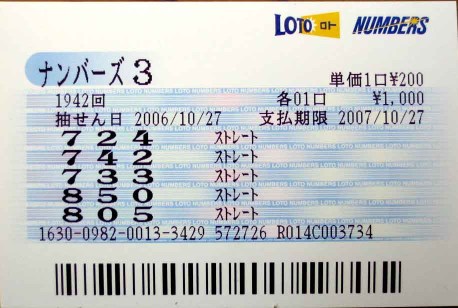 LOTO ロト NUMBERS
ナンバーズ3 単価1口¥200
1942回 各01口 ¥1,000
抽せん日 2006/10/27 支払期限 2007/10/27
724 ストレート
742 ストレート
733 ストレート
850 ストレート
805 ストレート
1630-0982-0013-3429 572726 R014C003734